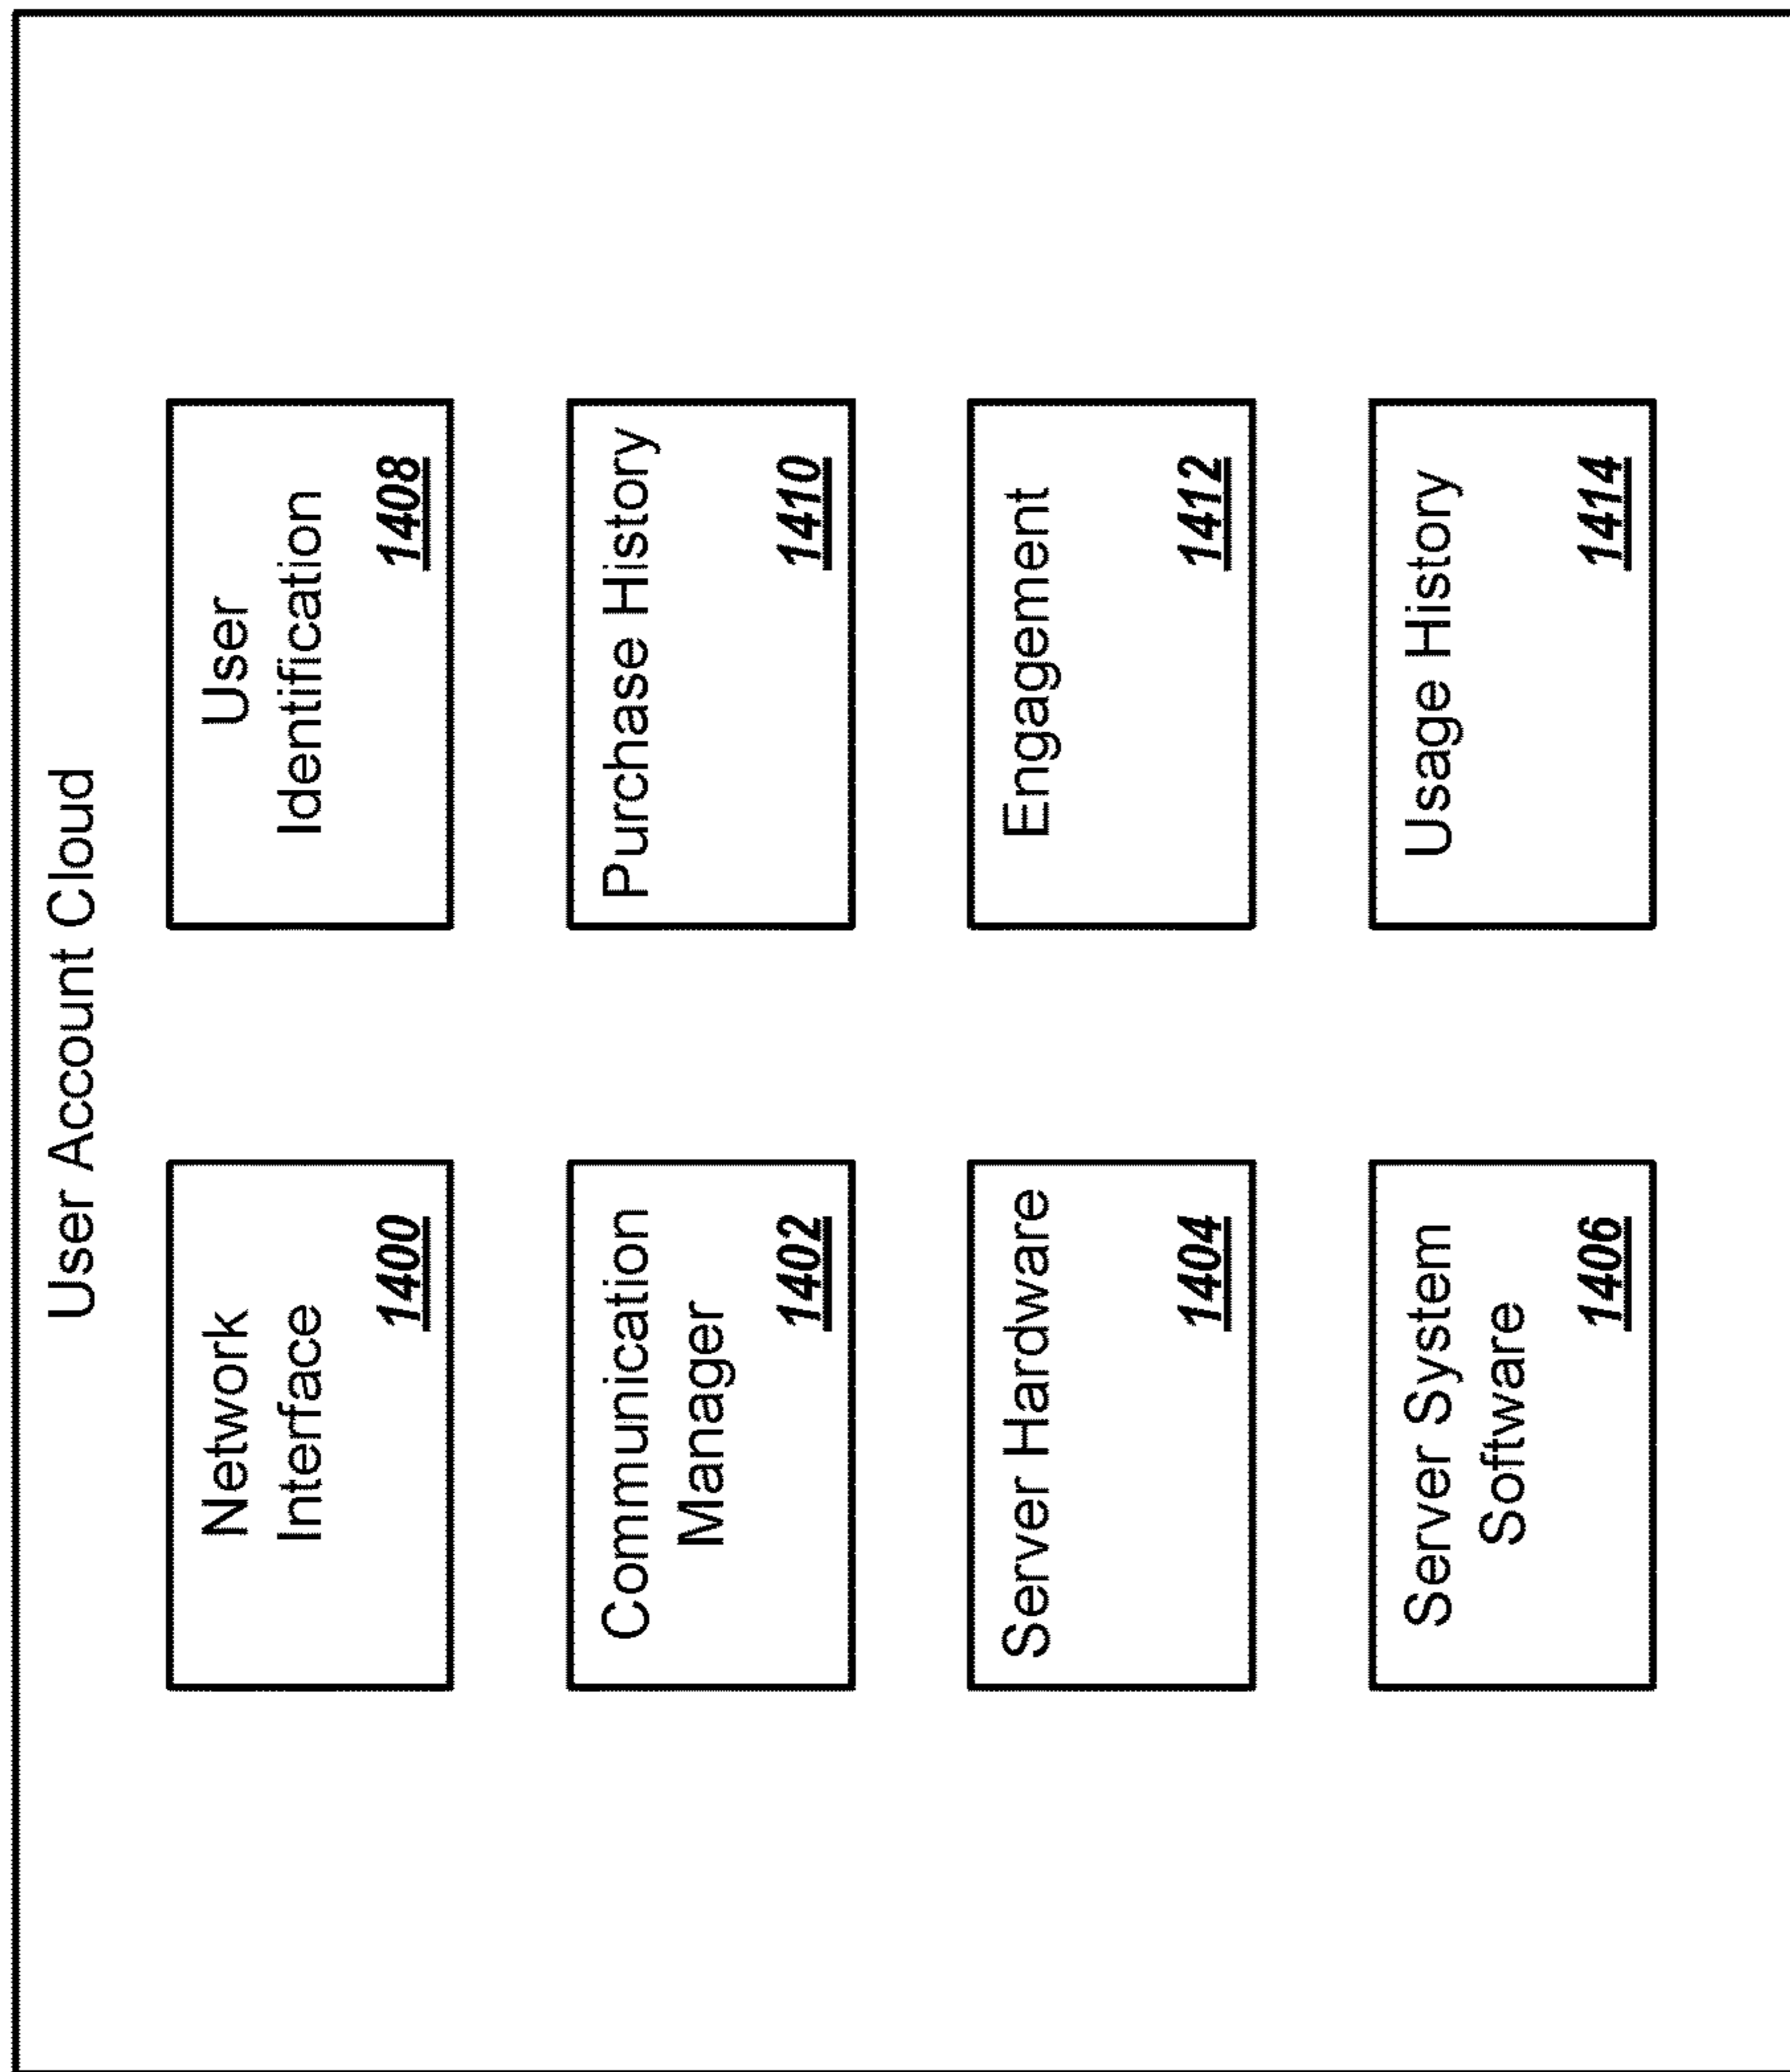 User Account Cloud
Network
Interface
1400
Communication
Manager
1402
Server Hardware
1404
Server System
Software
1406
User
Identification
1408
Purchase History
1410
Engagement
1412
Usage History
1414